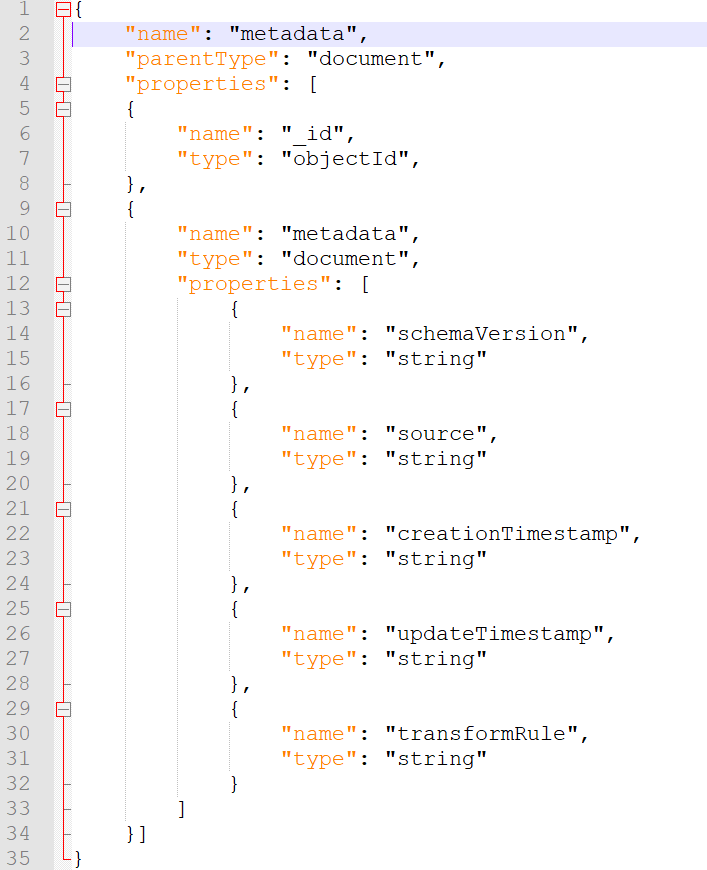 1 {
2     "name": "metadata",
3     "parentType": "document",
4     "properties": [
5     {
6         "name": "_id",
7         "type": "objectId",
8     },
9     {
10         "name": "metadata",
11         "type": "document",
12         "properties": [
13             {
14                 "name": "schemaVersion",
15                 "type": "string"
16             },
17             {
18                 "name": "source",
19                 "type": "string"
20             },
21             {
22                 "name": "creationTimestamp",
23                 "type": "string"
24             },
25             {
26                 "name": "updateTimestamp",
27                 "type": "string"
28             },
29             {
30                 "name": "transformRule",
31                 "type": "string"
32             }
33         ]
34     }]
35 }